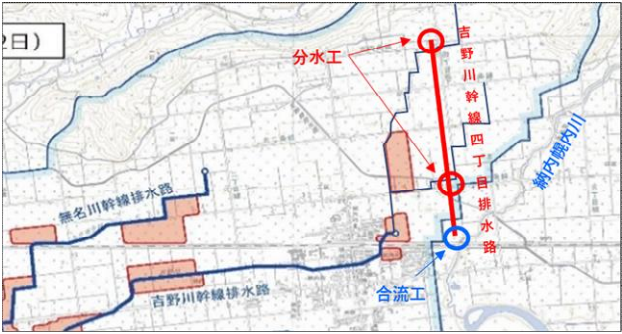 2日)
分水工
吉野川幹線四丁目排水路
納内幌内川
無名川幹線排水路
吉野川幹線排水路
合流工